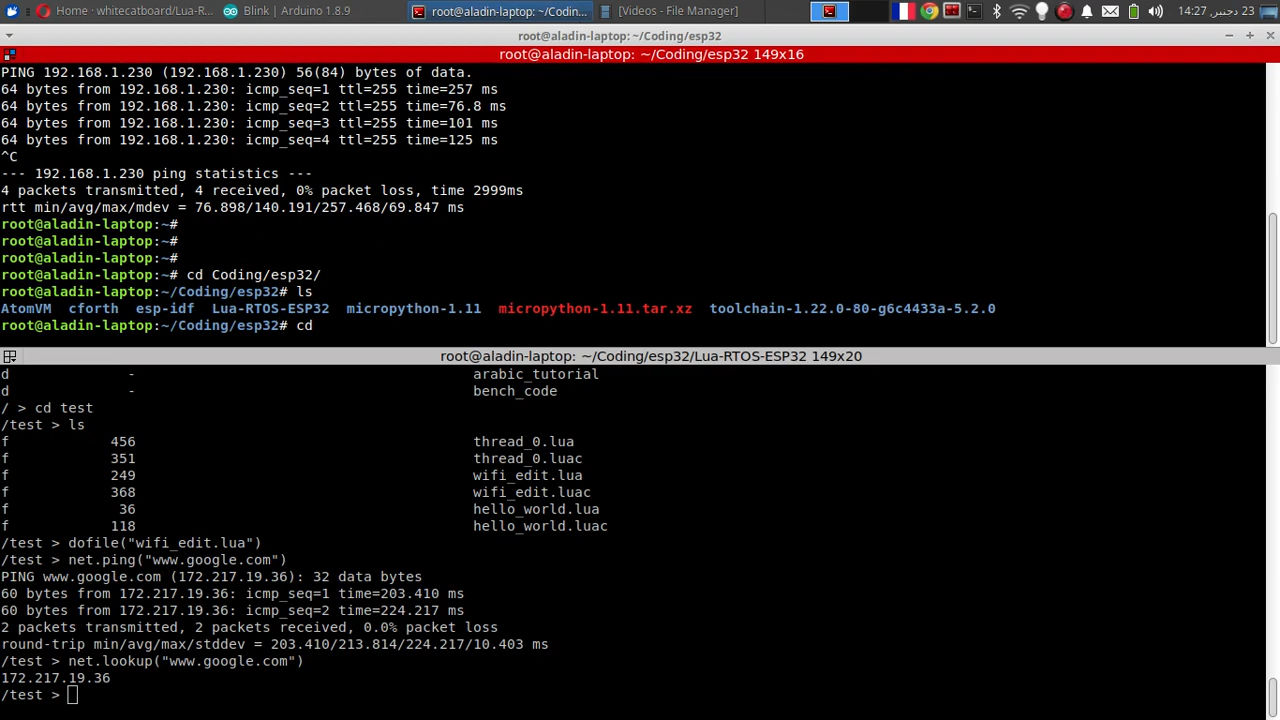 Home · whitecatboard/Lua-R...
Blink | Arduino 1.8.9
root@aladin-laptop: ~/Codin...
[Videos - File Manager]
14:27 ,23 دجنبر
root@aladin-laptop: ~/Coding/esp32
root@aladin-laptop: ~/Coding/esp32 149x16
PING 192.168.1.230 (192.168.1.230) 56(84) bytes of data.
64 bytes from 192.168.1.230: icmp_seq=1 ttl=255 time=257 ms
64 bytes from 192.168.1.230: icmp_seq=2 ttl=255 time=76.8 ms
64 bytes from 192.168.1.230: icmp_seq=3 ttl=255 time=101 ms
64 bytes from 192.168.1.230: icmp_seq=4 ttl=255 time=125 ms
^C
--- 192.168.1.230 ping statistics ---
4 packets transmitted, 4 received, 0% packet loss, time 2999ms
rtt min/avg/max/mdev = 76.898/140.191/257.468/69.847 ms
root@aladin-laptop:~#
root@aladin-laptop:~#
root@aladin-laptop:~#
root@aladin-laptop:~# cd Coding/esp32/
root@aladin-laptop:~/Coding/esp32# ls
AtomVM cforth esp-idf Lua-RTOS-ESP32 micropython-1.11 micropython-1.11.tar.xz toolchain-1.22.0-80-g6c4433a-5.2.0
root@aladin-laptop:~/Coding/esp32# cd
root@aladin-laptop: ~/Coding/esp32/Lua-RTOS-ESP32 149x20
d - arabic_tutorial
d - bench_code
/ > cd test
/test > ls
f 456 thread_0.lua
f 351 thread_0.luac
f 249 wifi_edit.lua
f 368 wifi_edit.luac
f 36 hello_world.lua
f 118 hello_world.luac
/test > dofile("wifi_edit.lua")
/test > net.ping("www.google.com")
PING www.google.com (172.217.19.36): 32 data bytes
60 bytes from 172.217.19.36: icmp_seq=1 time=203.410 ms
60 bytes from 172.217.19.36: icmp_seq=2 time=224.217 ms
2 packets transmitted, 2 packets received, 0.0% packet loss
round-trip min/avg/max/stddev = 203.410/213.814/224.217/10.403 ms
/test > net.lookup("www.google.com")
172.217.19.36
/test >